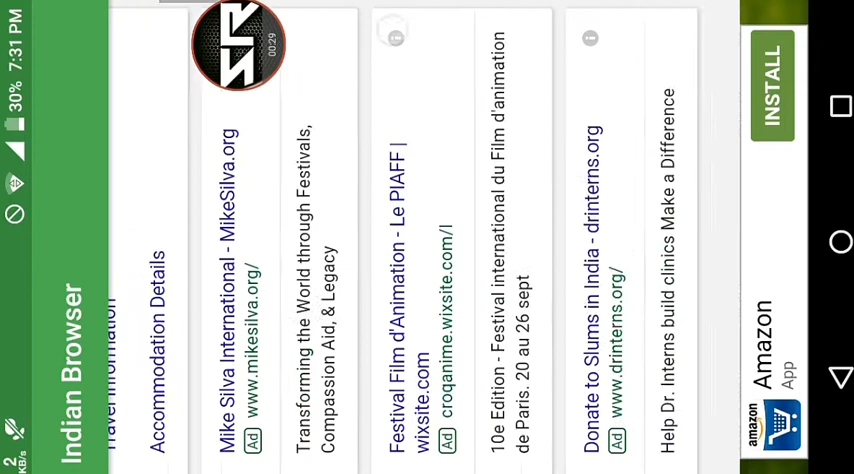 2 KB/s 30% 7:31 PM
Indian Browser
Travel Information
Accommodation Details
00:29
Mike Silva International - MikeSilva.org
Ad www.mikesilva.org/
Transforming the World through Festivals,
Compassion Aid, & Legacy
Festival Film d'Animation - Le PIAFF |
wixsite.com
Ad croqanime.wixsite.com/l
10e Edition - Festival international du Film d'animation
de Paris. 20 au 26 sept
Donate to Slums in India - drinterns.org
Ad www.drinterns.org/
Help Dr. Interns build clinics Make a Difference
amazon
Amazon
App
INSTALL